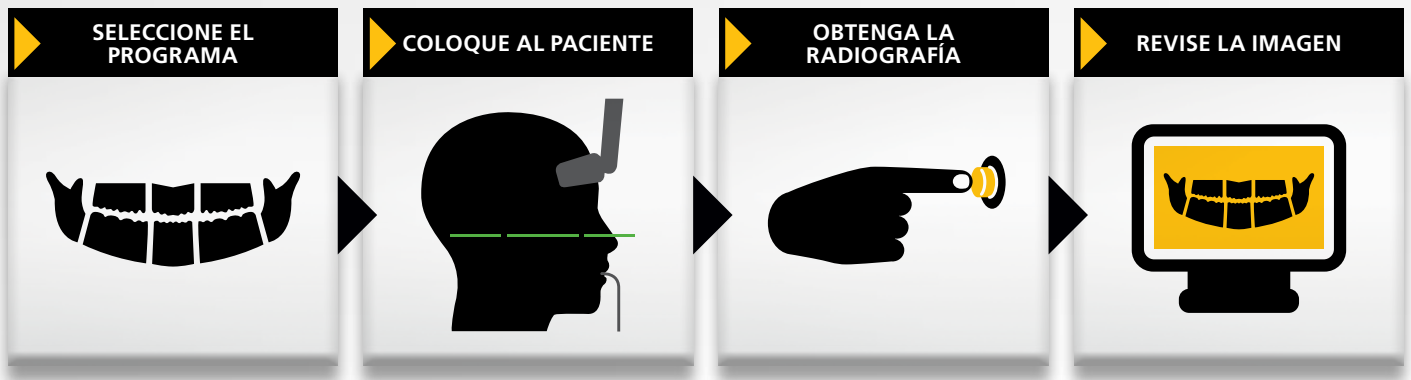 SELECCIONE EL
PROGRAMA
COLOQUE AL PACIENTE
OBTENGA LA
RADIOGRAFÍA
REVISE LA IMAGEN